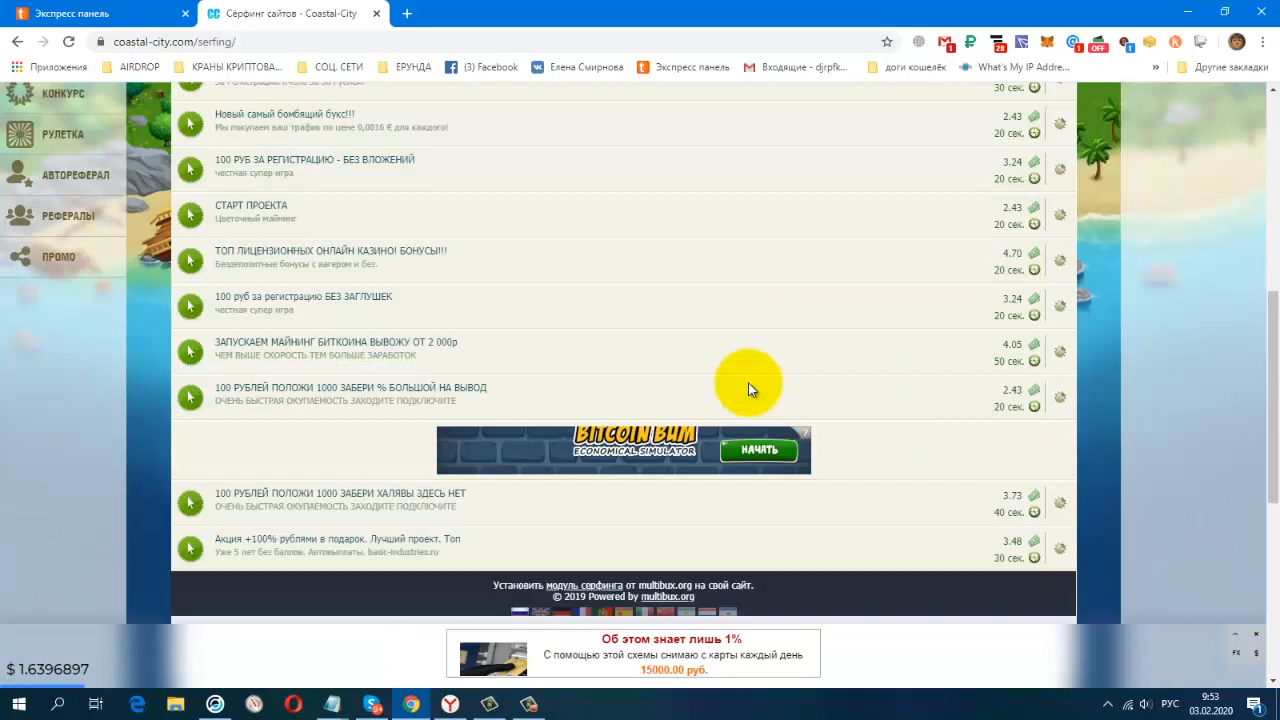 Экспресс панель
Сёрфинг сайтов - Coastal-City
coastal-city.com/serfing/
1
28
1
OFF
1
Приложения
AIRDROP
КРАНЫ КРИПТОВА...
СОЦ. СЕТИ
ЕРУНДА
(3) Facebook
Елена Смирнова
Экспресс панель
Входящие - djrpfk...
доги кошелёк
What's My IP Addre...
»
Другие закладки
КОНКУРС
РУЛЕТКА
АВТОРЕФЕРАЛ
РЕФЕРАЛЫ
ПРОМО
30 сек.
Новый самый бомбящий букс!!!
Мы покупаем ваш трафик по цене 0,0016 € для каждого!
2.43
20 сек.
100 РУБ ЗА РЕГИСТРАЦИЮ - БЕЗ ВЛОЖЕНИЙ
честная супер игра
3.24
20 сек.
СТАРТ ПРОЕКТА
Цветочный майнинг
2.43
20 сек.
ТОП ЛИЦЕНЗИОННЫХ ОНЛАЙН КАЗИНО! БОНУСЫ!!!
Бездепозитные бонусы с вагером и без.
4.70
20 сек.
100 руб за регистрацию БЕЗ ЗАГЛУШЕК
честная супер игра
3.24
20 сек.
ЗАПУСКАЕМ МАЙНИНГ БИТКОИНА ВЫВОЖУ ОТ 2 000р
ЧЕМ ВЫШЕ СКОРОСТЬ ТЕМ БОЛЬШЕ ЗАРАБОТОК
4.05
50 сек.
100 РУБЛЕЙ ПОЛОЖИ 1000 ЗАБЕРИ % БОЛЬШОЙ НА ВЫВОД
ОЧЕНЬ БЫСТРАЯ ОКУПАЕМОСТЬ ЗАХОДИТЕ ПОДКЛЮЧИТЕ
2.43
20 сек.
BITCOIN BUM
ECONOMICAL SIMULATOR
НАЧАТЬ
?
100 РУБЛЕЙ ПОЛОЖИ 1000 ЗАБЕРИ ХАЛЯВЫ ЗДЕСЬ НЕТ
ОЧЕНЬ БЫСТРАЯ ОКУПАЕМОСТЬ ЗАХОДИТЕ ПОДКЛЮЧИТЕ
3.73
40 сек.
Акция +100% рублями в подарок. Лучший проект. Топ
Уже 5 лет без баллов. Автовыплаты. basic-industries.ru
3.48
30 сек.
Установить модуль серфинга от multibux.org на свой сайт.
© 2019 Powered by multibux.org
Об этом знает лишь 1%
С помощью этой схемы снимаю с карты каждый день
15000.00 руб.
$ 1.6396897
FX
$
РУС
9:53
03.02.2020